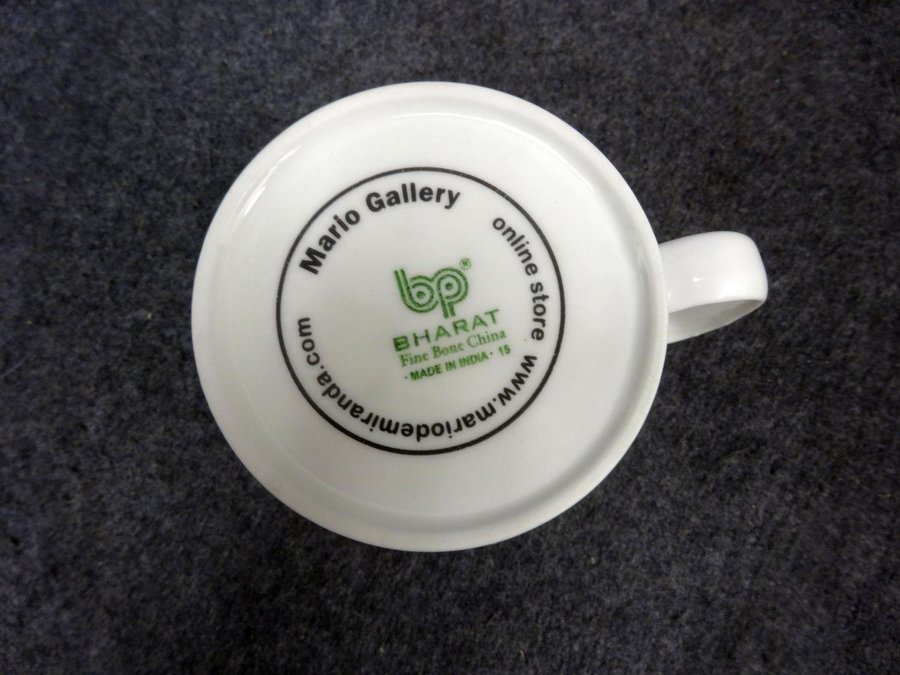 Mario Gallery
online store www.mariodemiranda.com
bp®
BHARAT
Fine Bone China
· MADE IN INDIA · 15